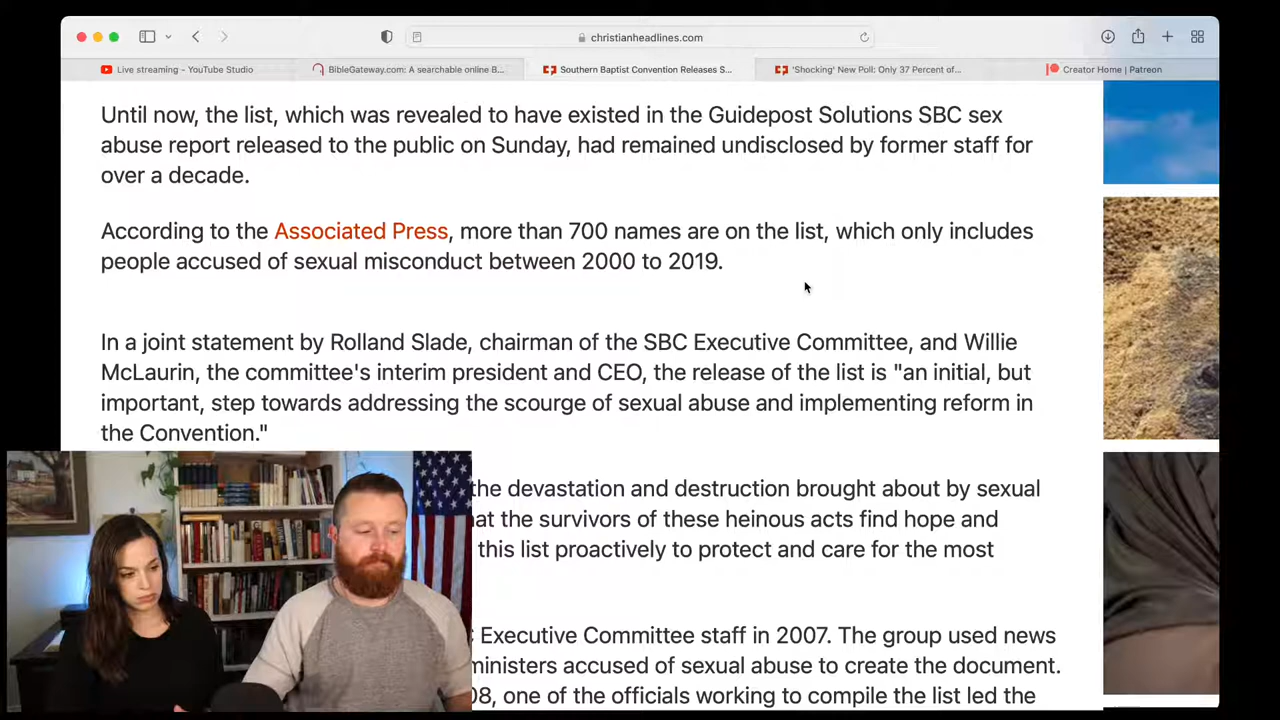 christianheadlines.com
Live streaming - YouTube Studio
BibleGateway.com: A searchable online B...
Southern Baptist Convention Releases S...
'Shocking' New Poll: Only 37 Percent of...
Creator Home | Patreon
Until now, the list, which was revealed to have existed in the Guidepost Solutions SBC sex
abuse report released to the public on Sunday, had remained undisclosed by former staff for
over a decade.
According to the Associated Press, more than 700 names are on the list, which only includes
people accused of sexual misconduct between 2000 to 2019.
In a joint statement by Rolland Slade, chairman of the SBC Executive Committee, and Willie
McLaurin, the committee's interim president and CEO, the release of the list is "an initial, but
important, step towards addressing the scourge of sexual abuse and implementing reform in
the Convention."
the devastation and destruction brought about by sexual
at the survivors of these heinous acts find hope and
this list proactively to protect and care for the most
Executive Committee staff in 2007. The group used news
ministers accused of sexual abuse to create the document.
08, one of the officials working to compile the list led the